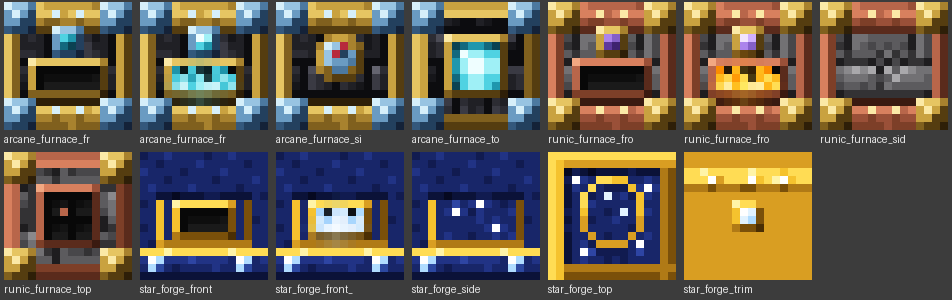 arcane_furnace_fr
arcane_furnace_fr
arcane_furnace_si
arcane_furnace_to
runic_furnace_fro
runic_furnace_fro
runic_furnace_sid
runic_furnace_top
star_forge_front
star_forge_front_
star_forge_side
star_forge_top
star_forge_trim